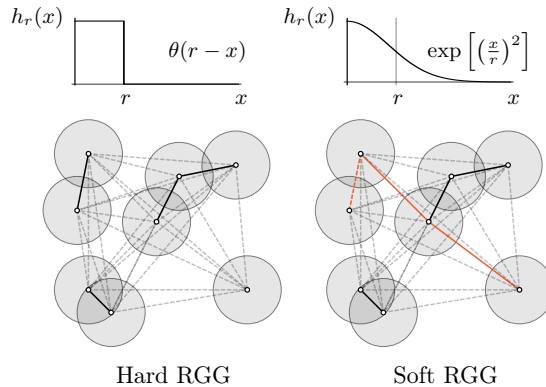 h_r(x)
θ(r − x)
r
x
h_r(x)
exp [(x/r)^2]
r
x
Hard RGG
Soft RGG